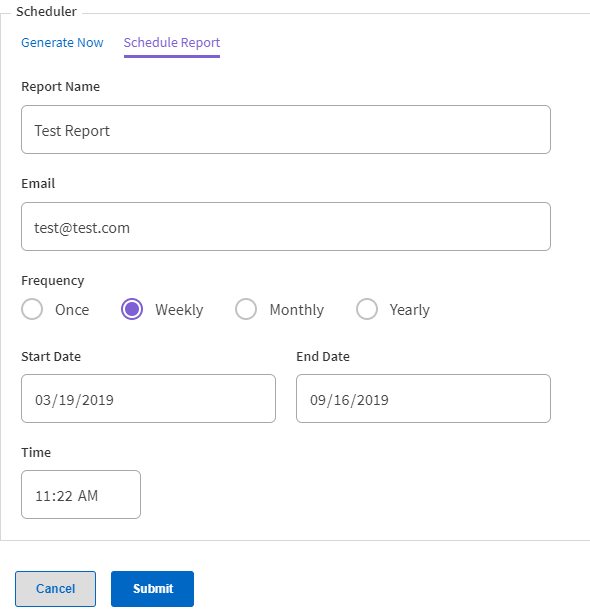 Scheduler
Generate Now Schedule Report
Report Name
Test Report
Email
test@test.com
Frequency
Once Weekly Monthly Yearly
Start Date End Date
03/19/2019 09/16/2019
Time
11:22 AM
Cancel Submit